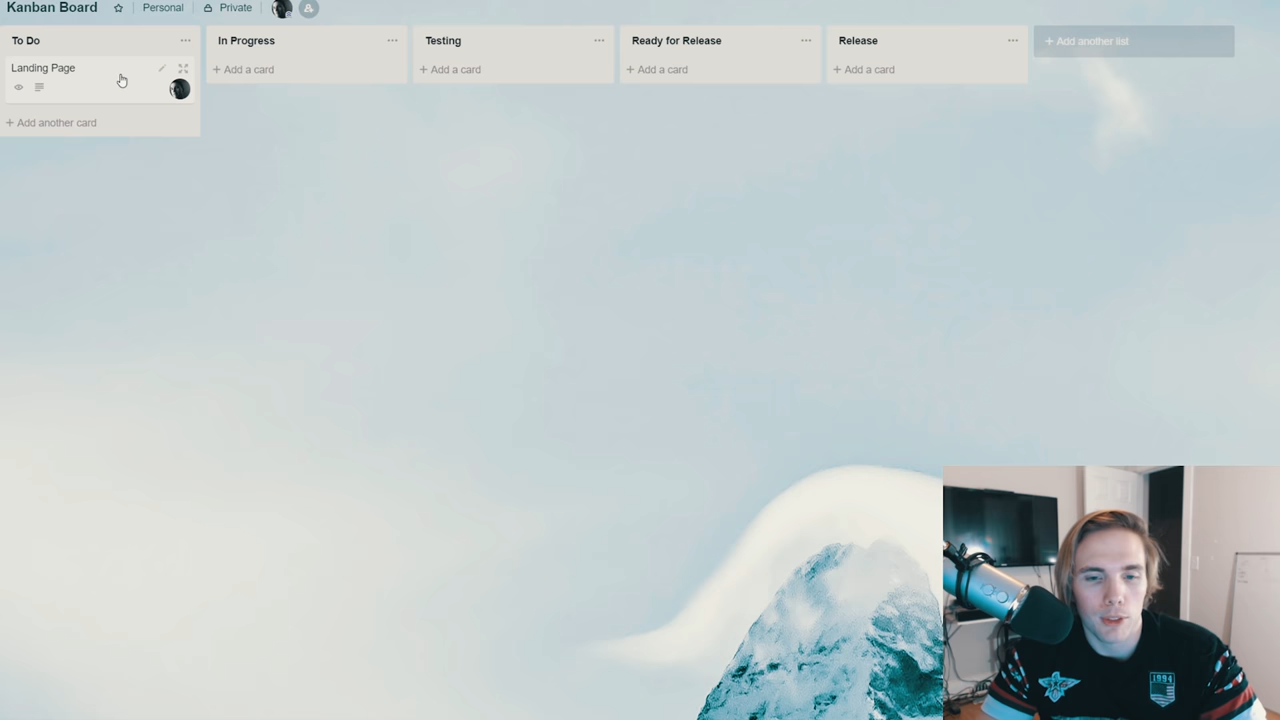 Kanban Board Personal Private
To Do
Landing Page
+ Add another card
In Progress
+ Add a card
Testing
+ Add a card
Ready for Release
+ Add a card
Release
+ Add a card
+ Add another list
1994